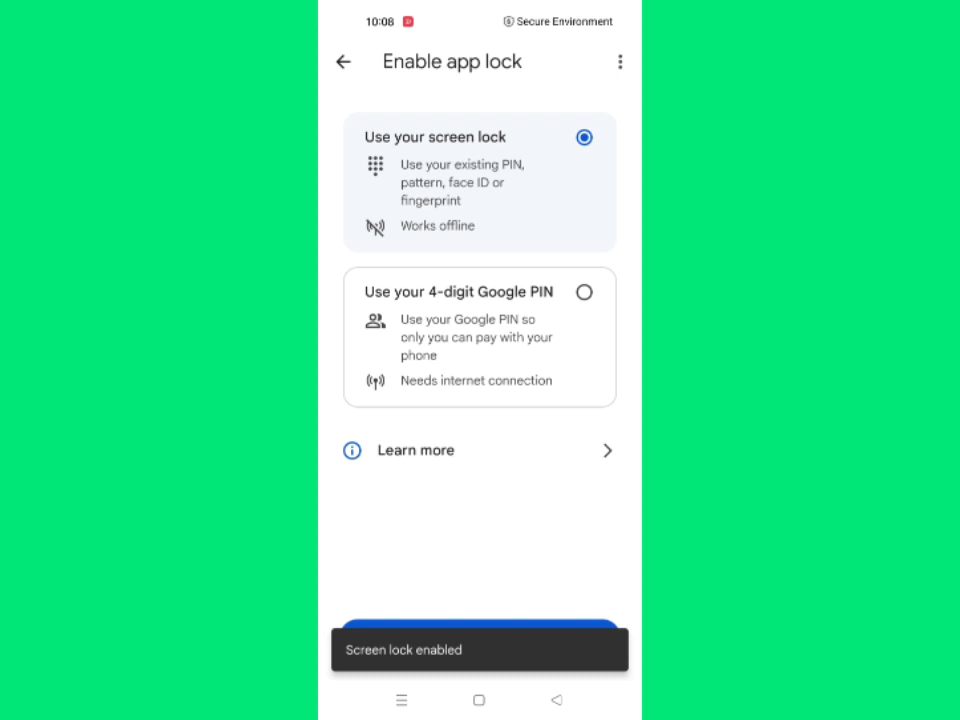 10:08
Secure Environment
Enable app lock
Use your screen lock
Use your existing PIN,
pattern, face ID or
fingerprint
Works offline
Use your 4-digit Google PIN
Use your Google PIN so
only you can pay with your
phone
Needs internet connection
Learn more
Screen lock enabled